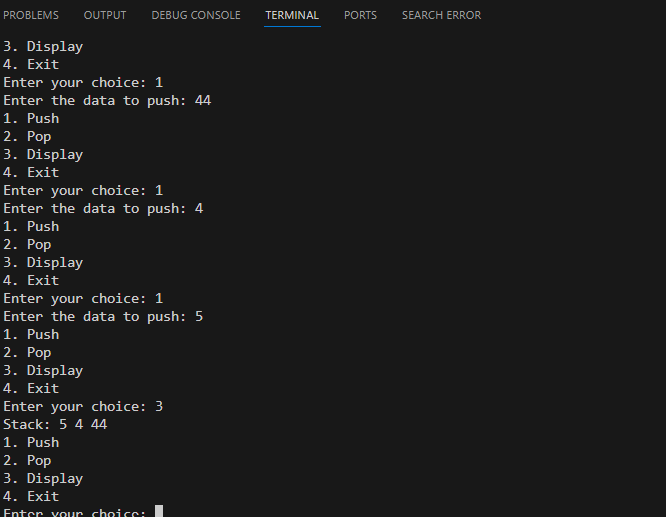 PROBLEMS OUTPUT DEBUG CONSOLE TERMINAL PORTS SEARCH ERROR
3. Display
4. Exit
Enter your choice: 1
Enter the data to push: 44
1. Push
2. Pop
3. Display
4. Exit
Enter your choice: 1
Enter the data to push: 4
1. Push
2. Pop
3. Display
4. Exit
Enter your choice: 1
Enter the data to push: 5
1. Push
2. Pop
3. Display
4. Exit
Enter your choice: 3
Stack: 5 4 44
1. Push
2. Pop
3. Display
4. Exit
Enter your choice: